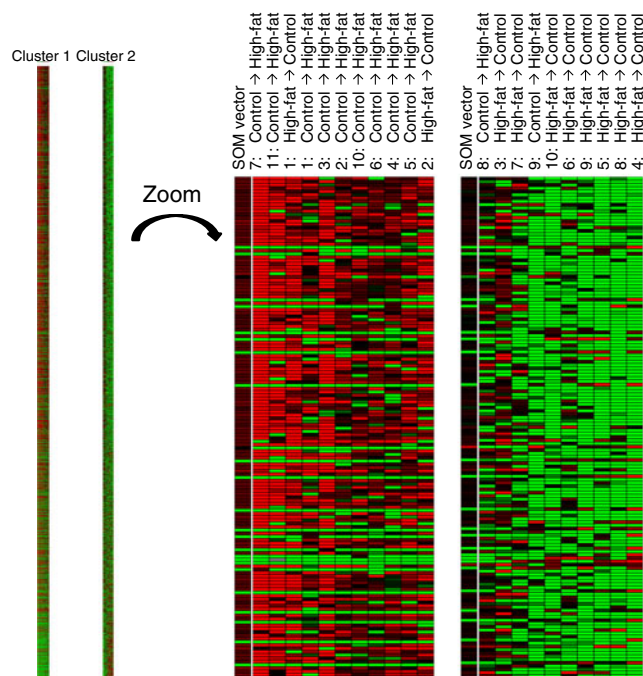 Cluster 1
Cluster 2
Zoom
SOM vector
7: Control → High-fat
11: Control → High-fat
1: High-fat → Control
1: Control → High-fat
3: Control → High-fat
2: Control → High-fat
10: Control → High-fat
6: Control → High-fat
4: Control → High-fat
5: Control → High-fat
2: High-fat → Control
SOM vector
8: Control → High-fat
3: High-fat → Control
7: High-fat → Control
9: Control → High-fat
10: High-fat → Control
6: High-fat → Control
9: High-fat → Control
5: High-fat → Control
8: High-fat → Control
4: High-fat → Control